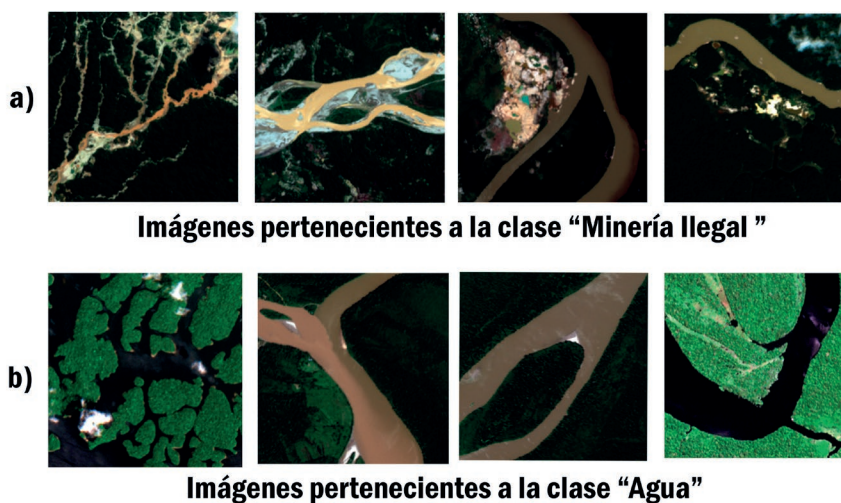 a)
Imágenes pertenecientes a la clase “Minería Ilegal ”
b)
Imágenes pertenecientes a la clase “Agua”